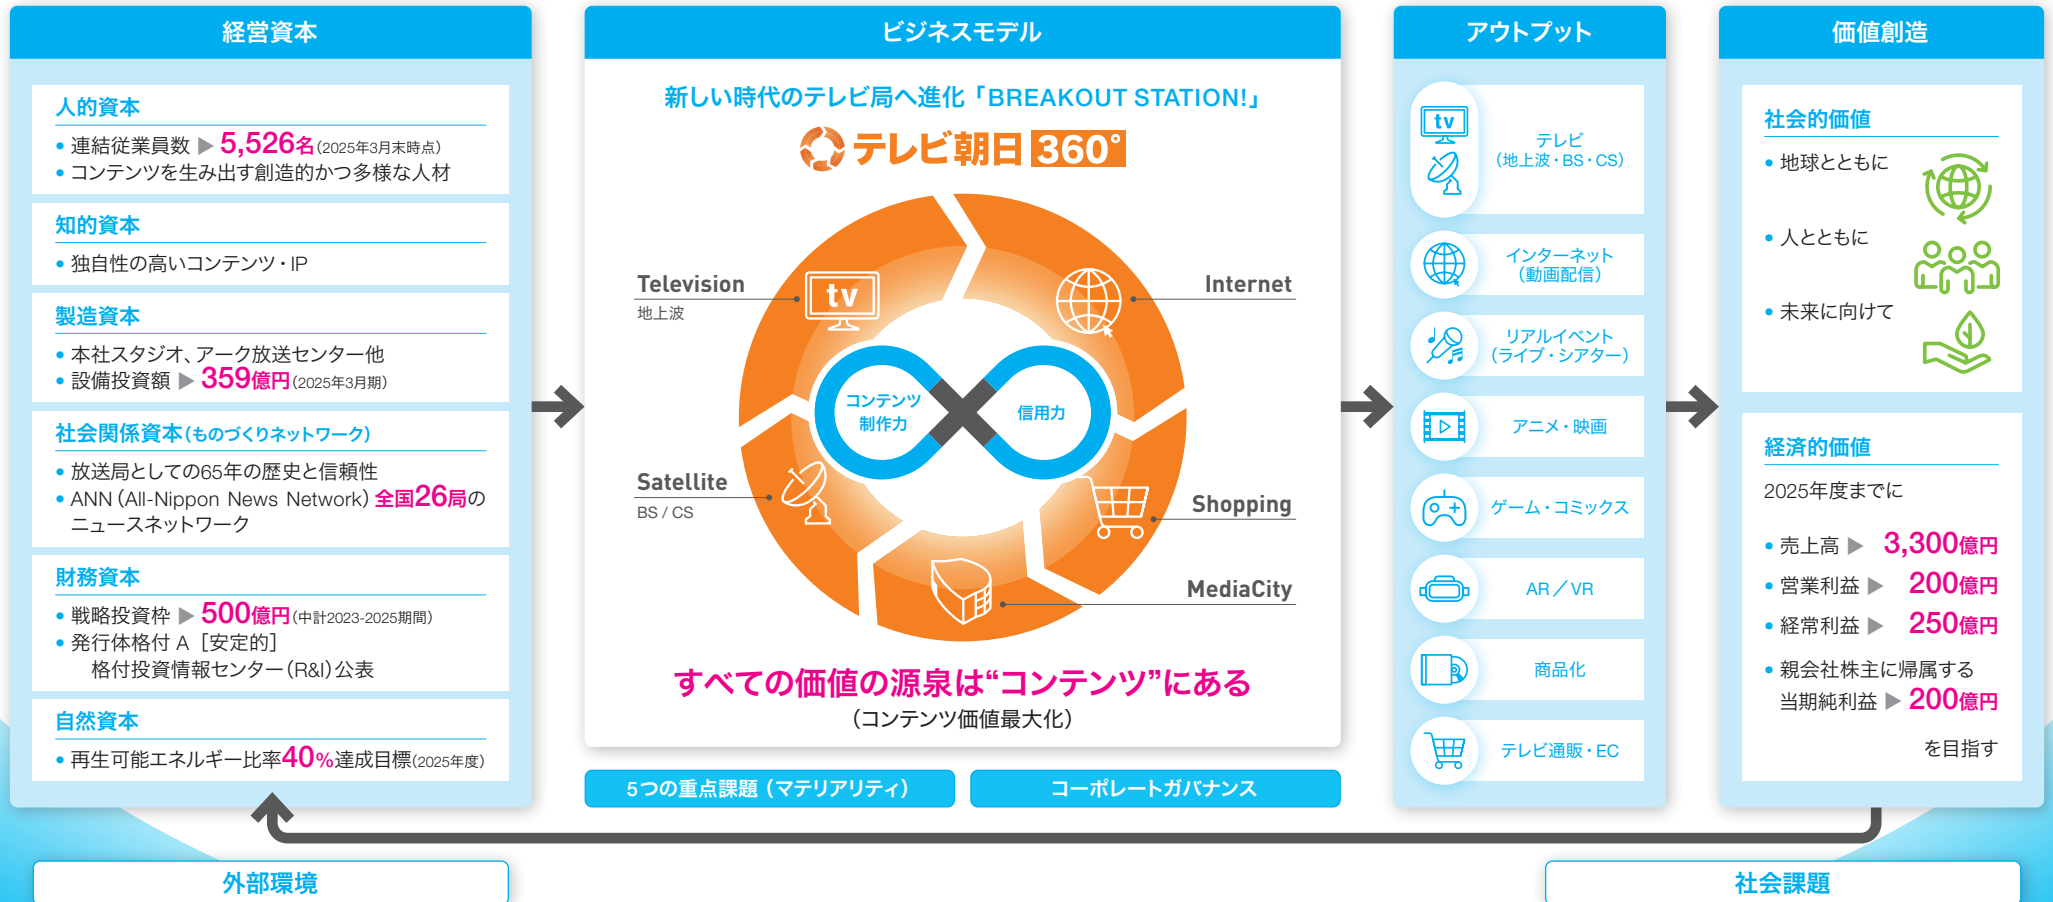 経営資本
人的資本
• 連結従業員数 ▶ 5,526名(2025年3月末時点)
• コンテンツを生み出す創造的かつ多様な人材
知的資本
• 独自性の高いコンテンツ・IP
製造資本
• 本社スタジオ、アーク放送センター他
• 設備投資額 ▶ 359億円(2025年3月期)
社会関係資本(ものづくりネットワーク)
• 放送局としての65年の歴史と信頼性
• ANN(All-Nippon News Network)全国26局の
ニュースネットワーク
財務資本
• 戦略投資枠 ▶ 500億円(中計2023-2025期間)
• 発行体格付 A[安定的]
格付投資情報センター(R&I)公表
自然資本
• 再生可能エネルギー比率40%達成目標(2025年度)
ビジネスモデル
新しい時代のテレビ局へ進化「BREAKOUT STATION!」
テレビ朝日 360°
Television
地上波
tv
Internet
コンテンツ
制作力
信用力
Satellite
BS / CS
Shopping
MediaCity
すべての価値の源泉は“コンテンツ”にある
(コンテンツ価値最大化)
5つの重点課題(マテリアリティ)
コーポレートガバナンス
アウトプット
tv
テレビ
(地上波・BS・CS)
インターネット
(動画配信)
リアルイベント
(ライブ・シアター)
アニメ・映画
ゲーム・コミックス
AR/VR
商品化
テレビ通販・EC
価値創造
社会的価値
• 地球とともに
• 人とともに
• 未来に向けて
経済的価値
2025年度までに
• 売上高 ▶ 3,300億円
• 営業利益 ▶ 200億円
• 経常利益 ▶ 250億円
• 親会社株主に帰属する
当期純利益 ▶ 200億円
を目指す
外部環境
社会課題